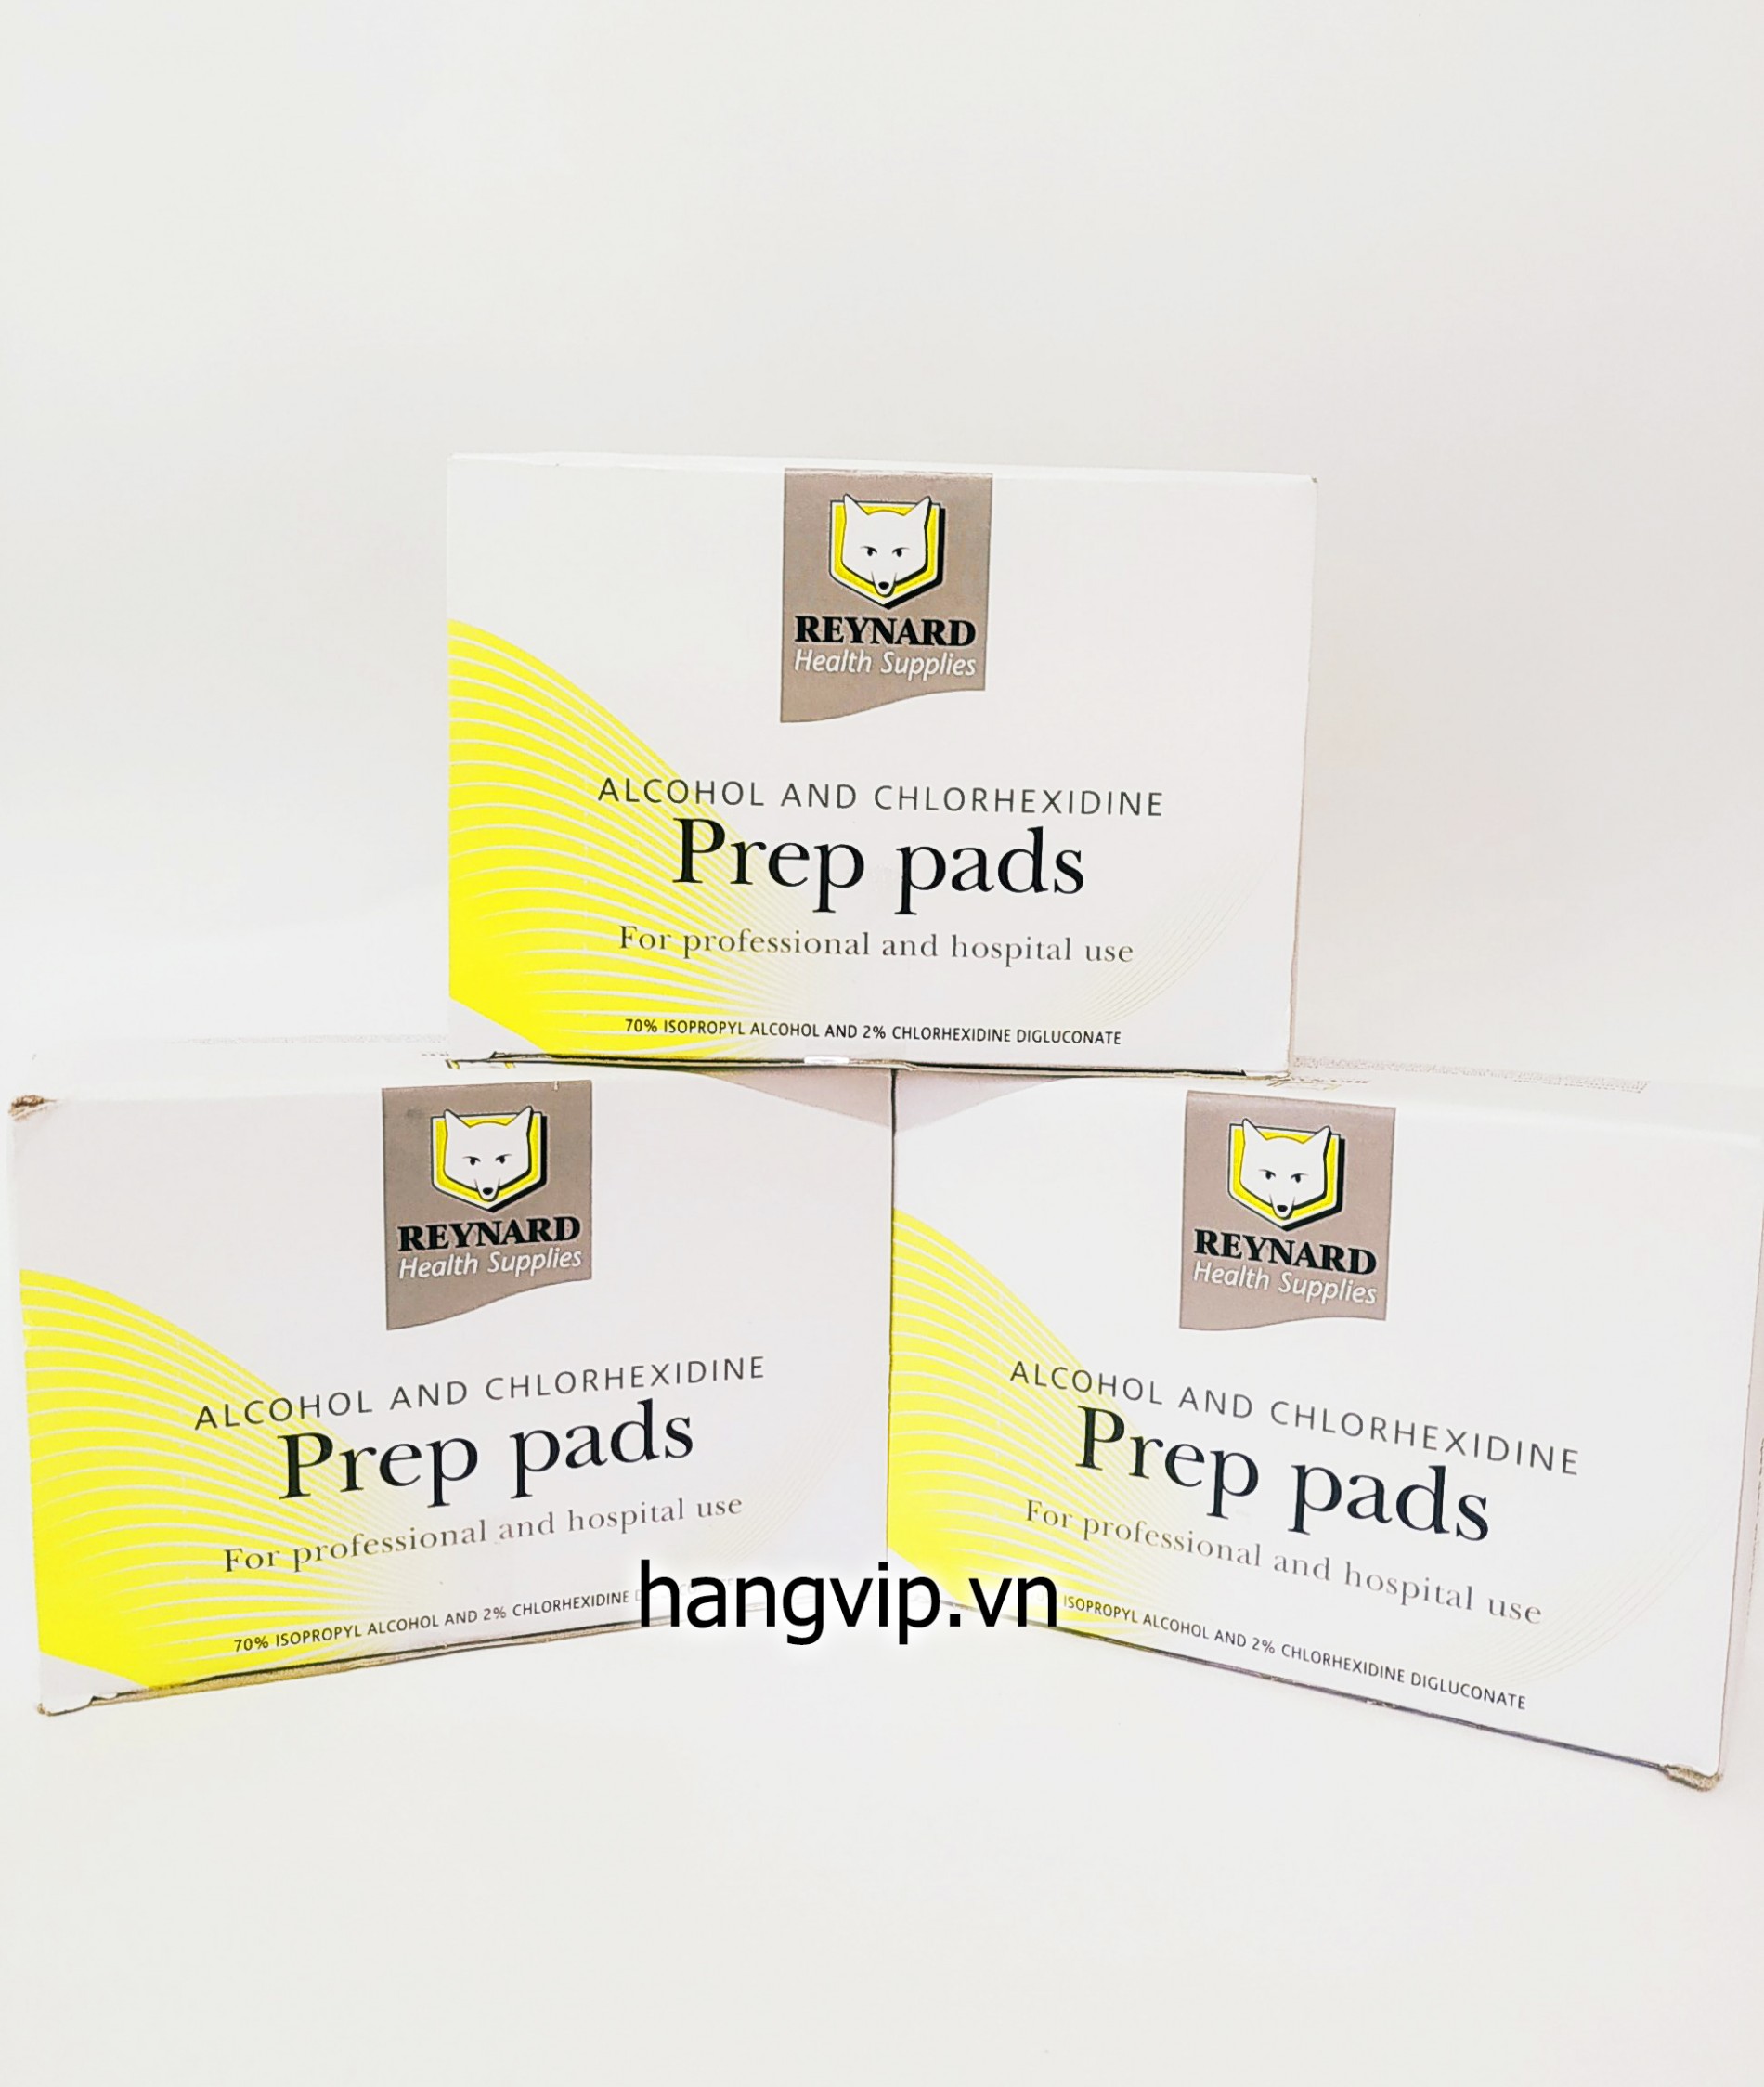 REYNARD
Health Supplies
ALCOHOL AND CHLORHEXIDINE
Prep pads
For professional and hospital use
70% ISOPROPYL ALCOHOL AND 2% CHLORHEXIDINE DIGLUCONATE
REYNARD
Health Supplies
ALCOHOL AND CHLORHEXIDINE
Prep pads
For professional and hospital use
70% ISOPROPYL ALCOHOL AND 2% CHLORHEXIDINE
REYNARD
Health Supplies
ALCOHOL AND CHLORHEXIDINE
Prep pads
For professional and hospital use
ISOPROPYL ALCOHOL AND 2% CHLORHEXIDINE DIGLUCONATE
hangvip.vn